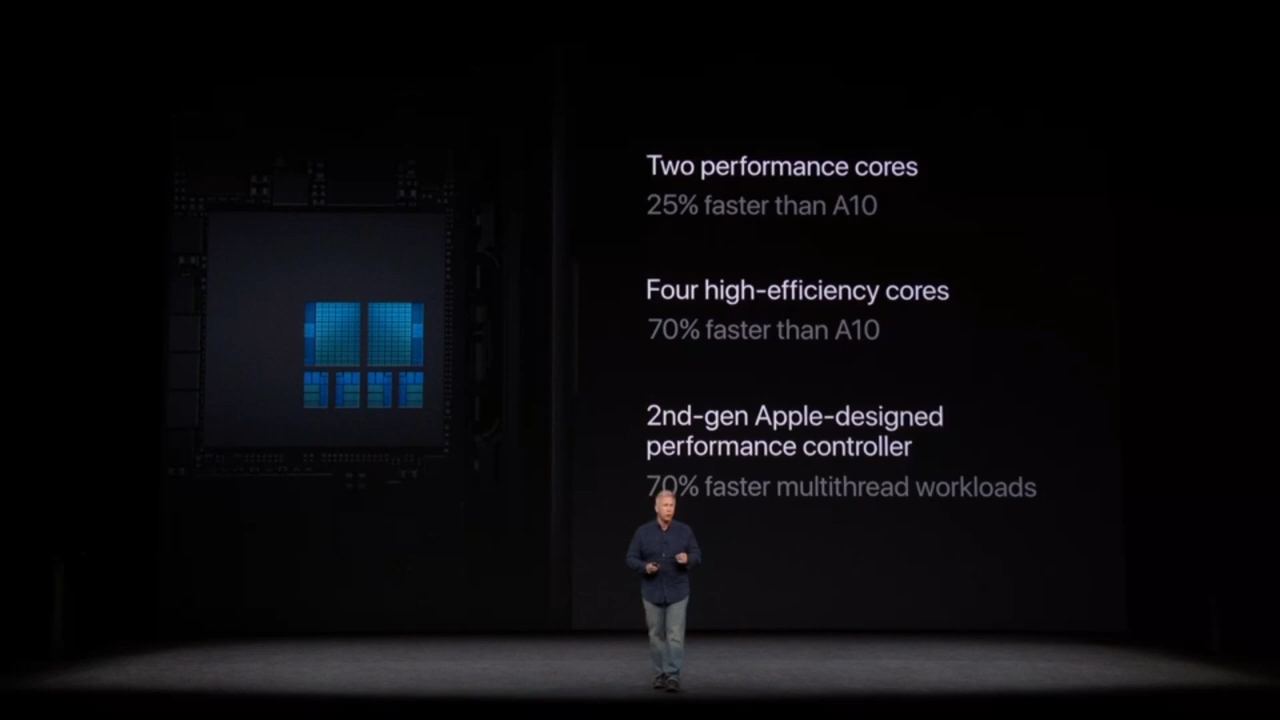 Two performance cores
25% faster than A10
Four high-efficiency cores
70% faster than A10
2nd-gen Apple-designed
performance controller
70% faster multithread workloads